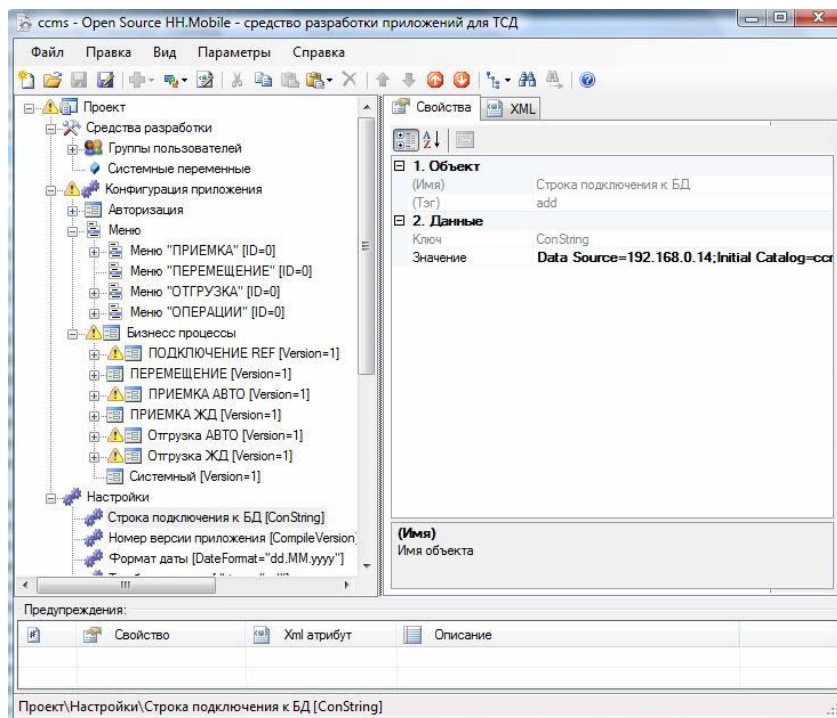 ccms - Open Source HH.Mobile - средство разработки приложений для ТСД
Файл Правка Вид Параметры Справка
Проект
Средства разработки
Группы пользователей
Системные переменные
Конфигурация приложения
Авторизация
Меню
Меню "ПРИЕМКА" [ID=0]
Меню "ПЕРЕМЕЩЕНИЕ" [ID=0]
Меню "ОТГРУЗКА" [ID=0]
Меню "ОПЕРАЦИИ" [ID=0]
Бизнесс процессы
ПОДКЛЮЧЕНИЕ REF [Version=1]
ПЕРЕМЕЩЕНИЕ [Version=1]
ПРИЕМКА АВТО [Version=1]
ПРИЕМКА ЖД [Version=1]
Отгрузка АВТО [Version=1]
Отгрузка ЖД [Version=1]
Системный [Version=1]
Настройки
Строка подключения к БД [ConString]
Номер версии приложения [CompileVersion]
Формат даты [DateFormat="dd.MM.yyyy"]
Свойства XML
1. Объект
(Имя) Строка подключения к БД
(Тэг) add
2. Данные
Ключ ConString
Значение Data Source=192.168.0.14;Initial Catalog=ccm
(Имя)
Имя объекта
Предупреждения:
# Свойство Xml атрибут Описание
Проект\Настройки\Строка подключения к БД [ConString]